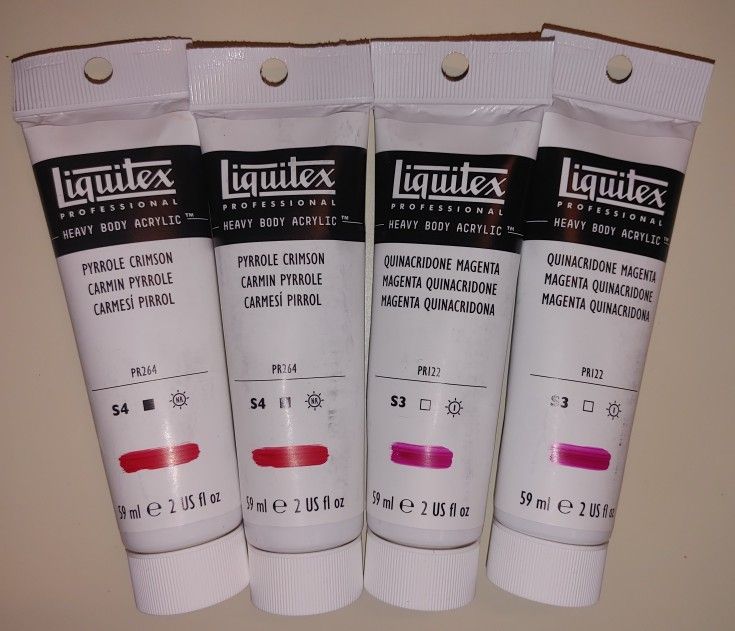 Liquitex
PROFESSIONAL
HEAVY BODY ACRYLIC™
PYRROLE CRIMSON
CARMIN PYRROLE
CARMESÍ PIRROL
PR264
S4 NR
59 ml e 2 US fl oz
Liquitex
PROFESSIONAL
HEAVY BODY ACRYLIC™
PYRROLE CRIMSON
CARMIN PYRROLE
CARMESÍ PIRROL
PR264
S4 NR
59 ml e 2 US fl oz
Liquitex
PROFESSIONAL
HEAVY BODY ACRYLIC™
QUINACRIDONE MAGENTA
MAGENTA QUINACRIDONE
MAGENTA QUINACRIDONA
PR122
S3 I
59 ml e 2 US fl oz
Liquitex
PROFESSIONAL
HEAVY BODY ACRYLIC™
QUINACRIDONE MAGENTA
MAGENTA QUINACRIDONE
MAGENTA QUINACRIDONA
PR122
S3 I
59 ml e 2 US fl oz